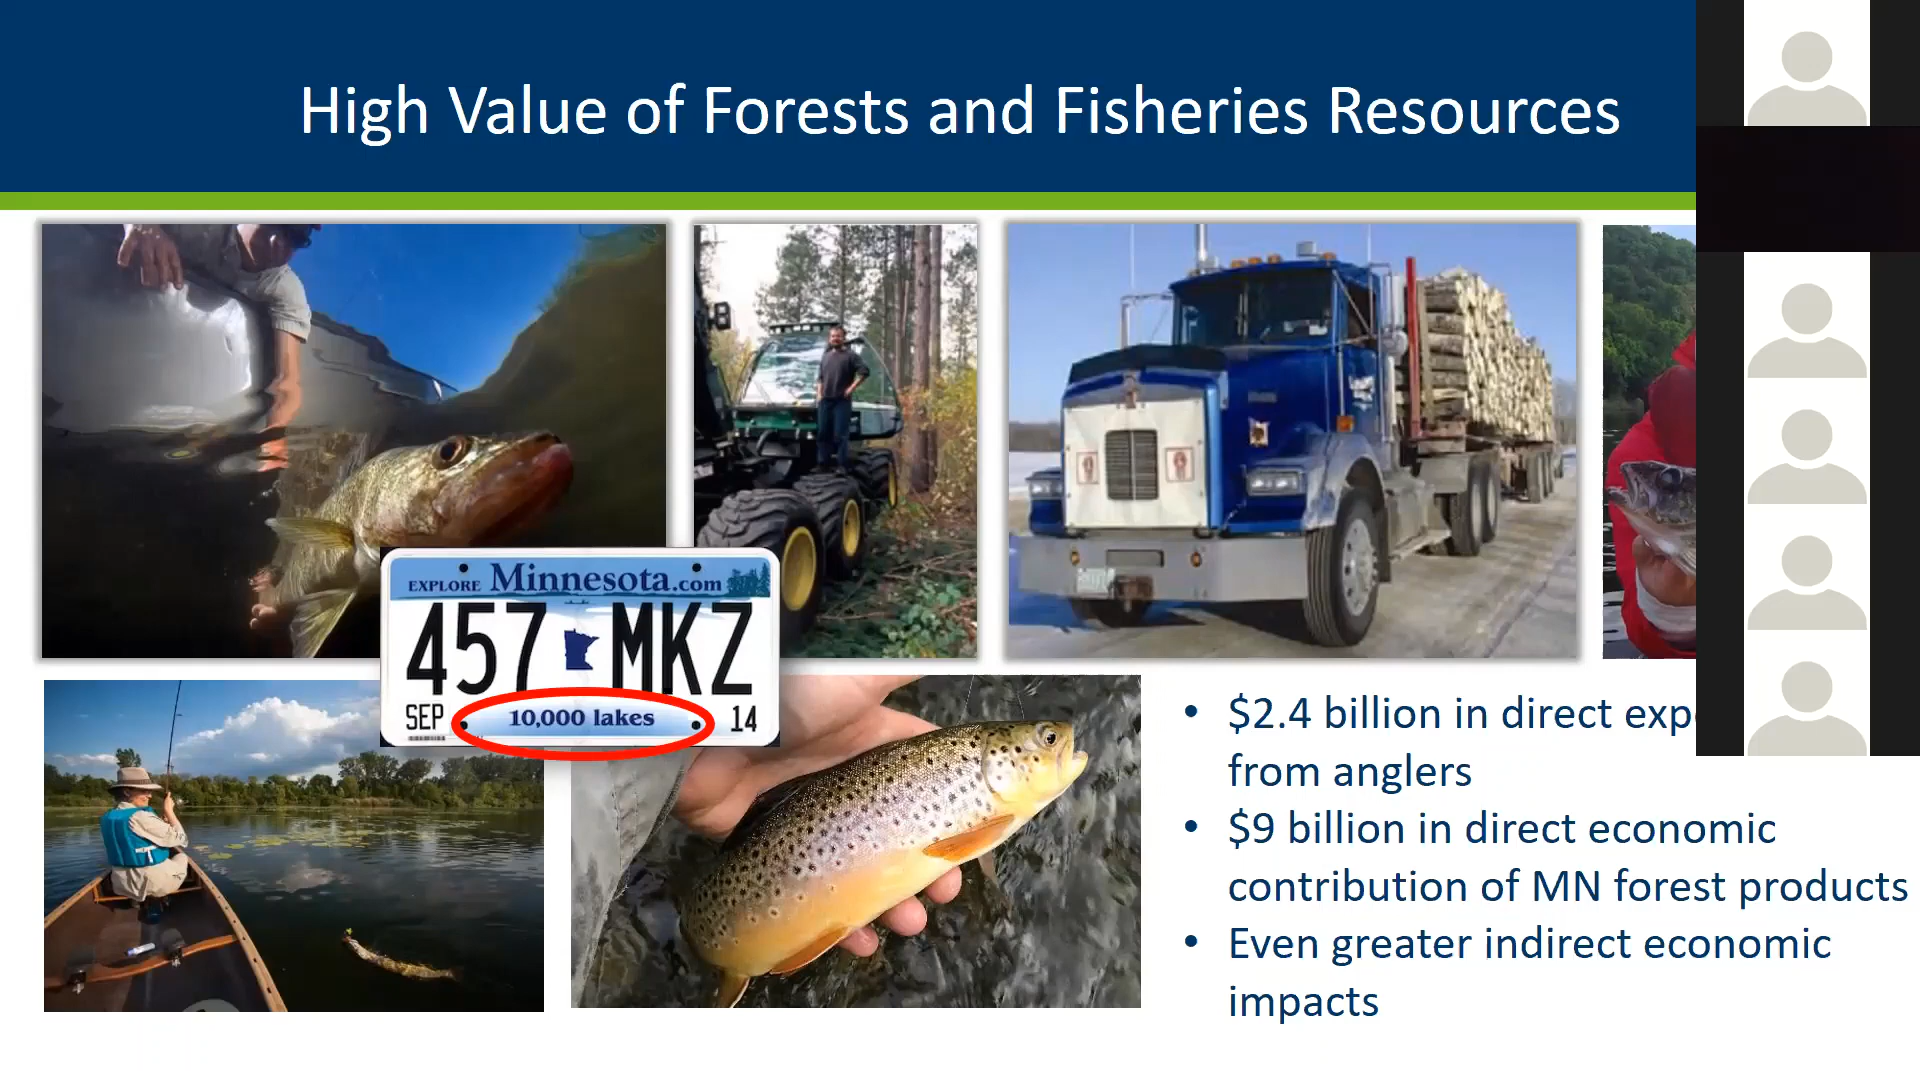 High Value of Forests and Fisheries Resources
EXPLORE Minnesota.com
457 MKZ
SEP 10,000 lakes 14
• $2.4 billion in direct
from anglers
• $9 billion in direct economic
contribution of MN forest products
• Even greater indirect economic
impacts